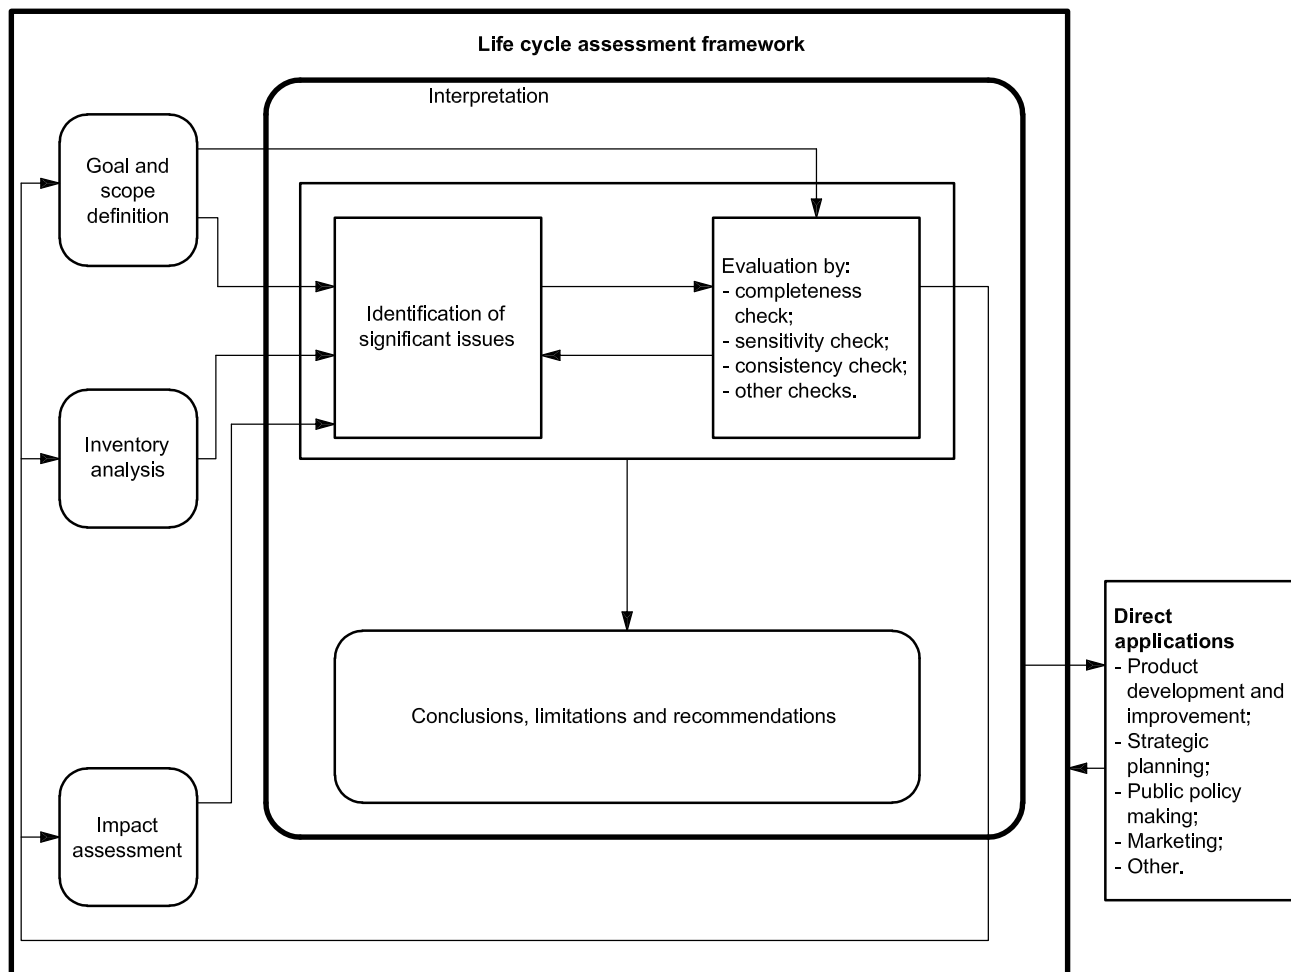 Life cycle assessment framework
Interpretation
Goal and
scope
definition
Identification of
significant issues
Evaluation by:
- completeness
check;
- sensitivity check;
- consistency check;
- other checks.
Inventory
analysis
Conclusions, limitations and recommendations
Impact
assessment
Direct
applications
- Product
development and
improvement;
- Strategic
planning;
- Public policy
making;
- Marketing;
- Other.